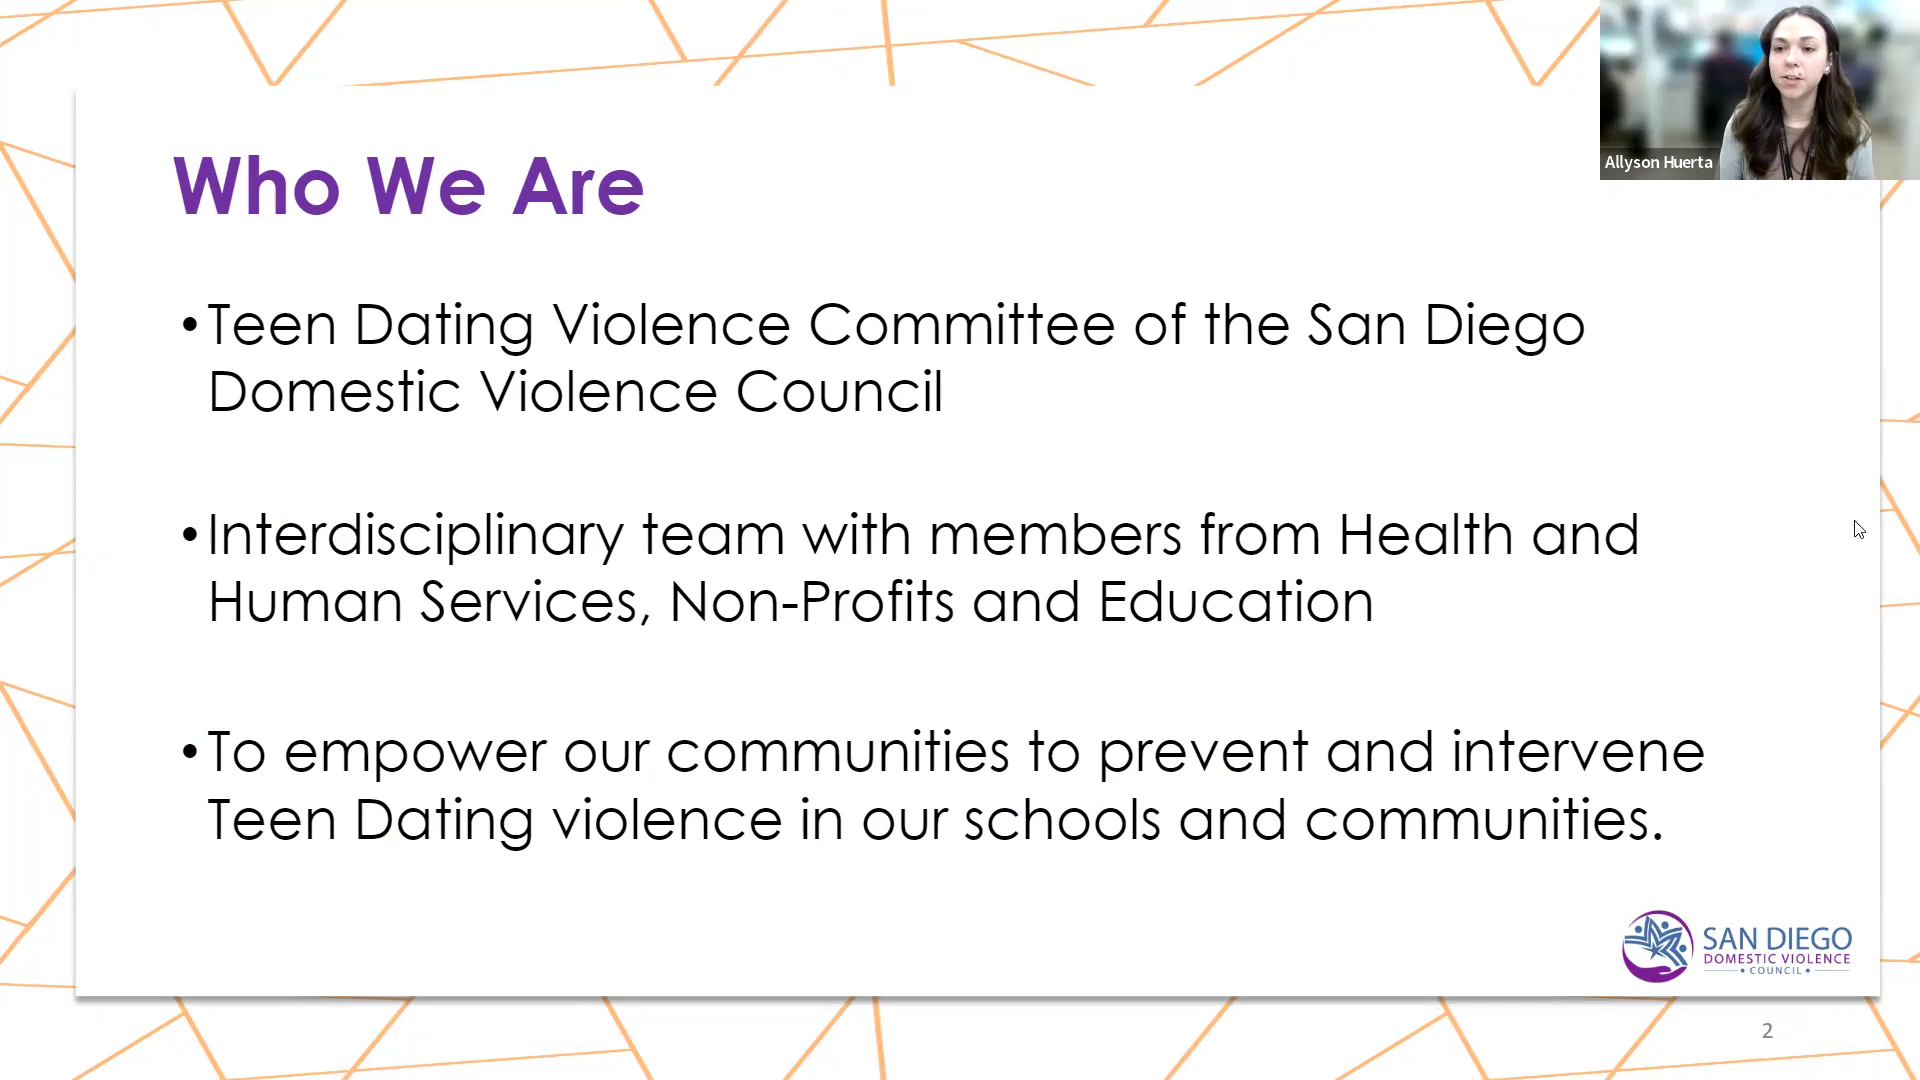 Allyson Huerta
Who We Are
•Teen Dating Violence Committee of the San Diego
Domestic Violence Council
•Interdisciplinary team with members from Health and
Human Services, Non-Profits and Education
•To empower our communities to prevent and intervene
Teen Dating violence in our schools and communities.
SAN DIEGO
DOMESTIC VIOLENCE
•COUNCIL•
2